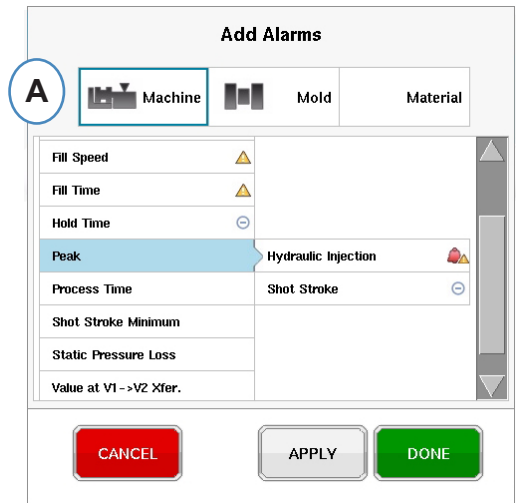 Add Alarms
A
Machine Mold Material
Fill Speed
Fill Time
Hold Time
Peak Hydraulic Injection
Process Time Shot Stroke
Shot Stroke Minimum
Static Pressure Loss
Value at V1->V2 Xfer.
CANCEL APPLY DONE